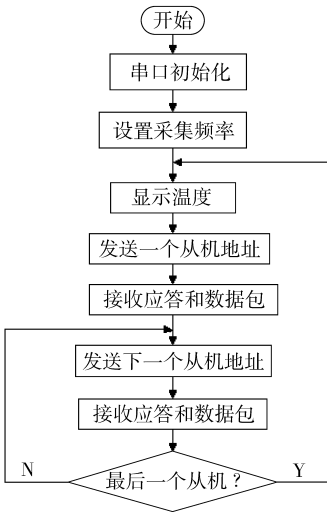 开始
串口初始化
设置采集频率
显示温度
发送一个从机地址
接收应答和数据包
发送下一个从机地址
接收应答和数据包
N
最后一个从机？
Y